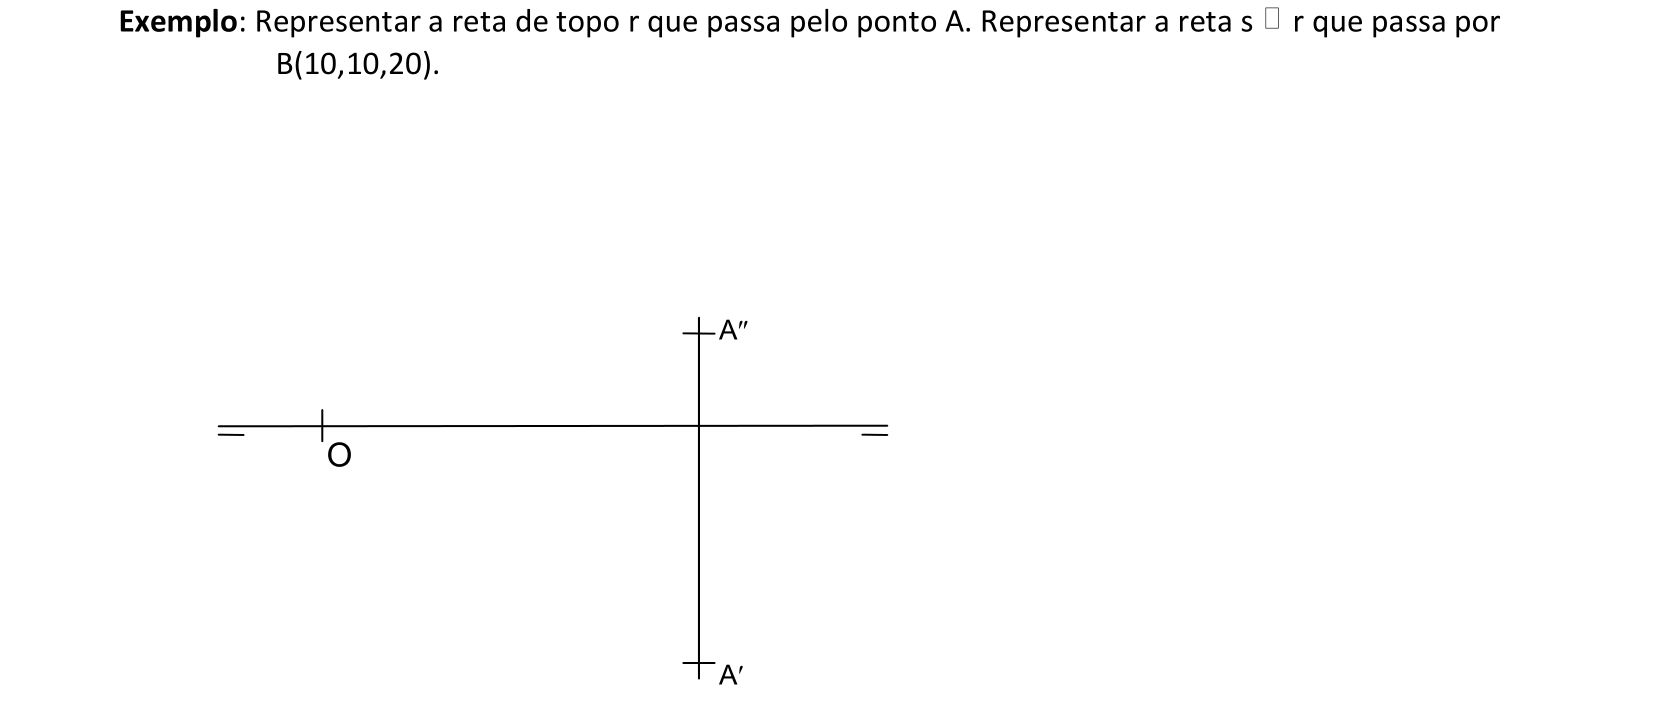 Exemplo: Representar a reta de topo r que passa pelo ponto A. Representar a reta s  r que passa por
B(10,10,20).
A″
O
A′